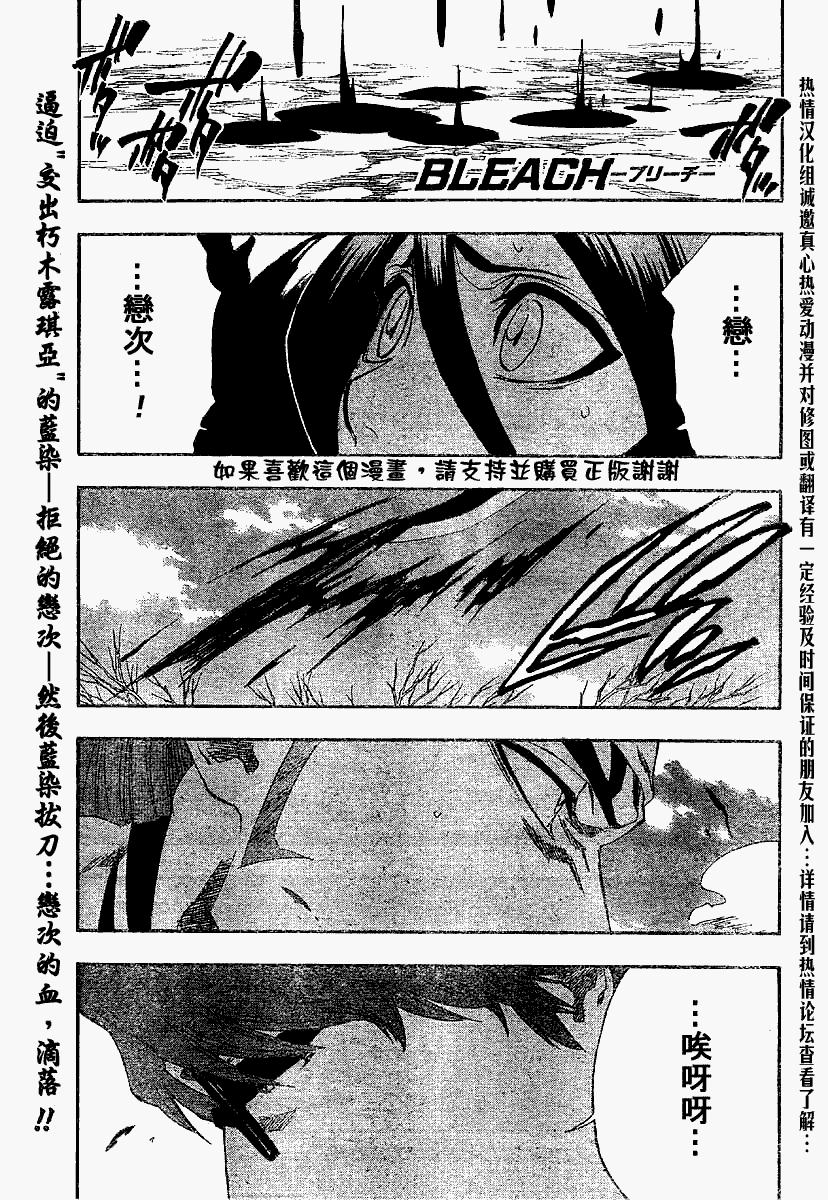 热情汉化组诚邀真心热爱动漫并对修图或翻译有一定经验及时间保证的朋友加入…详情请到热情论坛查看了解…
ボタッ
ボタ
ボタ
ボタッ
BLEACH
―ブリーチ―
…戀…
…戀次…！
如果喜歡這個漫畫，請支持並購買正版謝謝
…唉呀呀…
逼迫〝交出朽木露琪亞〞的藍染—拒絕的戀次—然後藍染拔刀…戀次的血，滴落!!